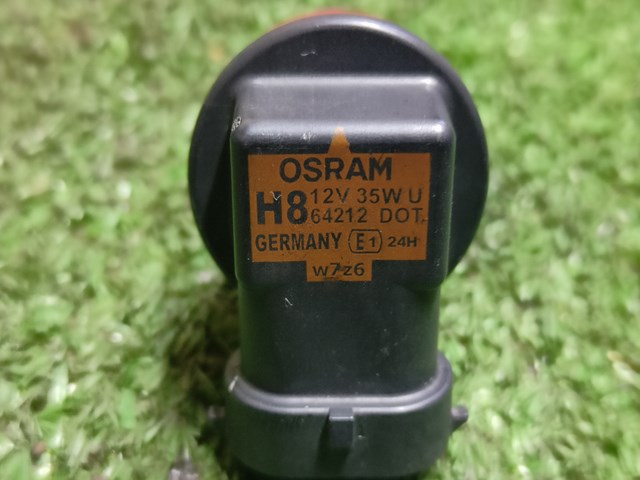 OSRAM
H8 12V 35W U
64212 DOT.
GERMANY E1 24H
w7z6